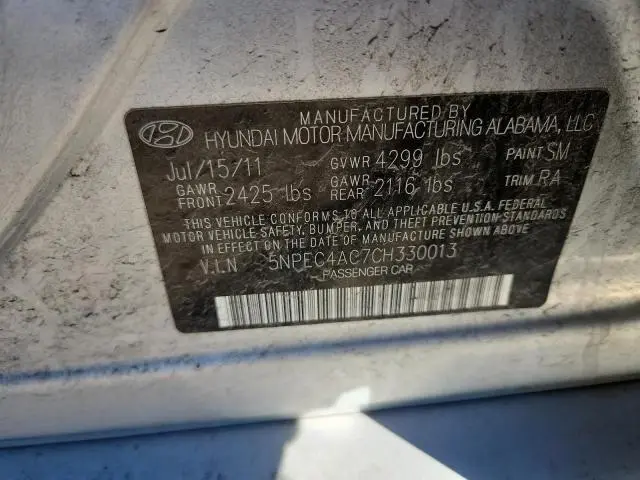 MANUFACTURED BY
HYUNDAI MOTOR MANUFACTURING ALABAMA, LLC
Jul/15/11 GVWR 4299 lbs PAINT SM
GAWR FRONT 2425 lbs GAWR REAR 2116 lbs TRIM RA
THIS VEHICLE CONFORMS TO ALL APPLICABLE U.S.A. FEDERAL
MOTOR VEHICLE SAFETY, BUMPER, AND THEFT PREVENTION STANDARDS
IN EFFECT ON THE DATE OF MANUFACTURE SHOWN ABOVE.
V.I.N 5NPEC4AC7CH330013
PASSENGER CAR